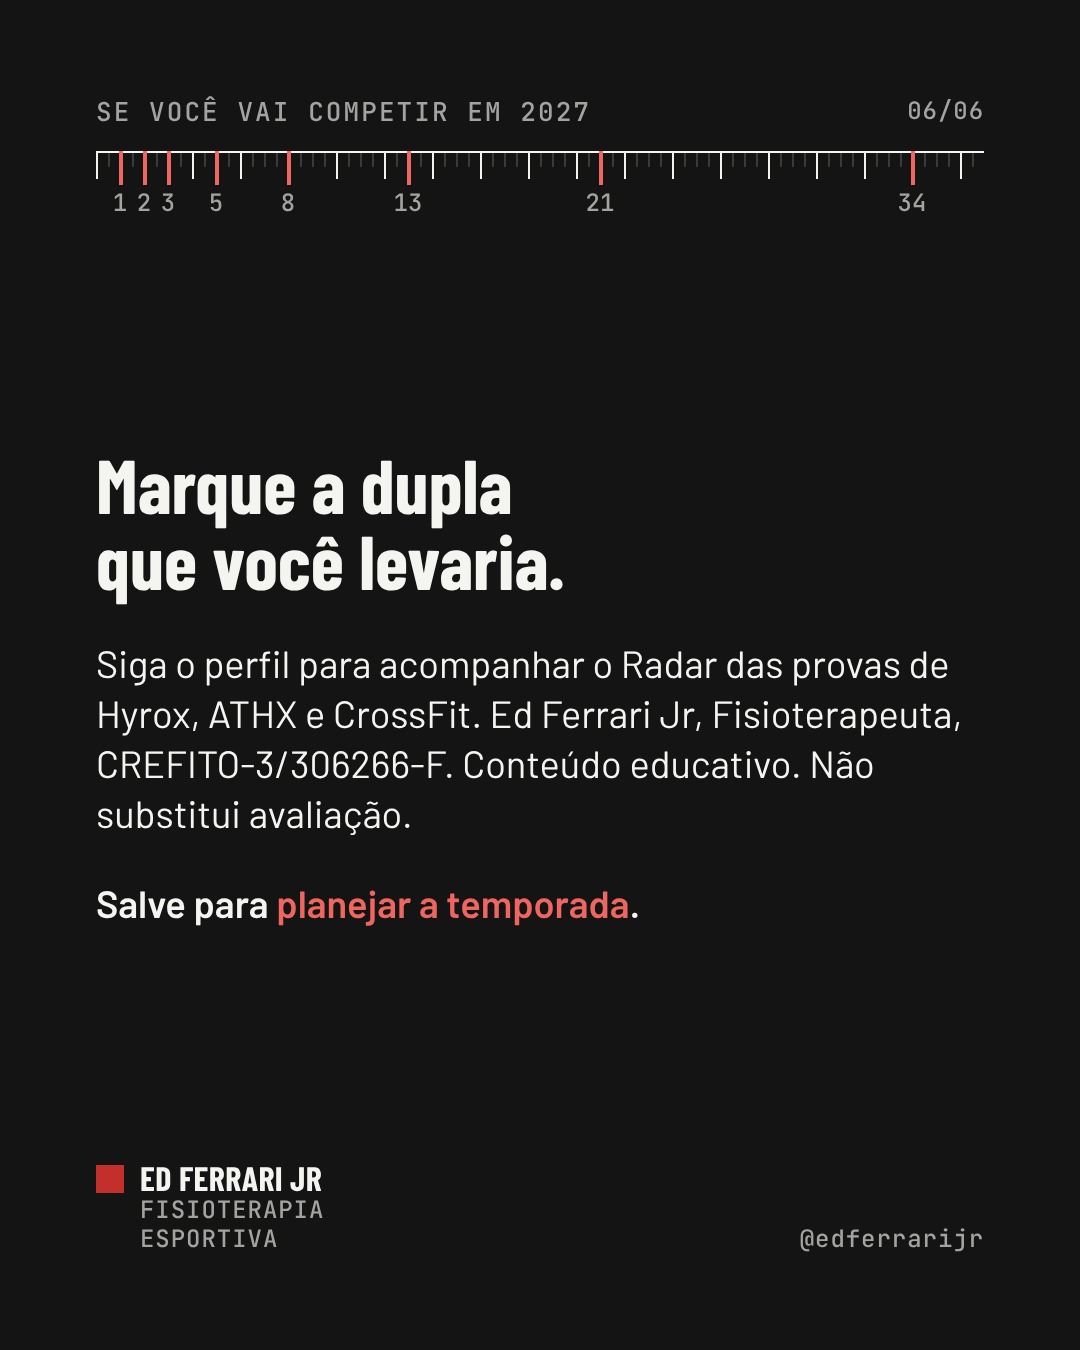 SE VOCÊ VAI COMPETIR EM 2027
06/06
1 2 3 5 8 13 21 34
Marque a dupla
que você levaria.
Siga o perfil para acompanhar o Radar das provas de
Hyrox, ATHX e CrossFit. Ed Ferrari Jr, Fisioterapeuta,
CREFITO-3/306266-F. Conteúdo educativo. Não
substitui avaliação.
Salve para planejar a temporada.
ED FERRARI JR
FISIOTERAPIA
ESPORTIVA
@edferrarijr